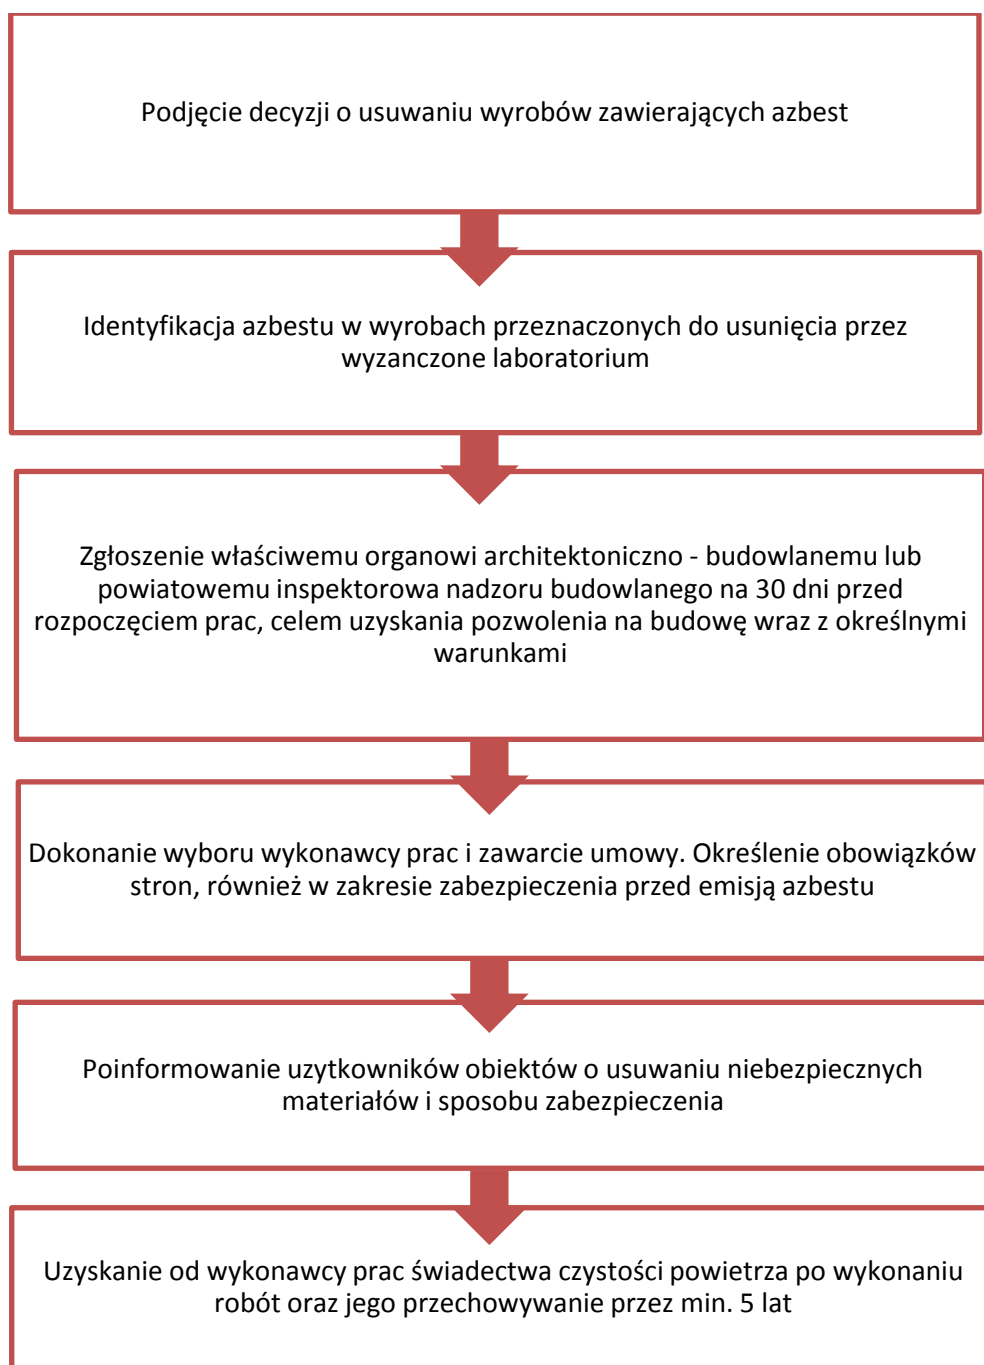 Podjęcie decyzji o usuwaniu wyrobów zawierających azbest
Identyfikacja azbestu w wyrobach przeznaczonych do usunięcia przez
wyzanczone laboratorium
Zgłoszenie właściwemu organowi architektoniczno - budowlanemu lub
powiatowemu inspektorowa nadzoru budowlanego na 30 dni przed
rozpoczęciem prac, celem uzyskania pozwolenia na budowę wraz z określnymi
warunkami
Dokonanie wyboru wykonawcy prac i zawarcie umowy. Określenie obowiązków
stron, również w zakresie zabezpieczenia przed emisją azbestu
Poinformowanie uzytkowników obiektów o usuwaniu niebezpiecznych
materiałów i sposobu zabezpieczenia
Uzyskanie od wykonawcy prac świadectwa czystości powietrza po wykonaniu
robót oraz jego przechowywanie przez min. 5 lat